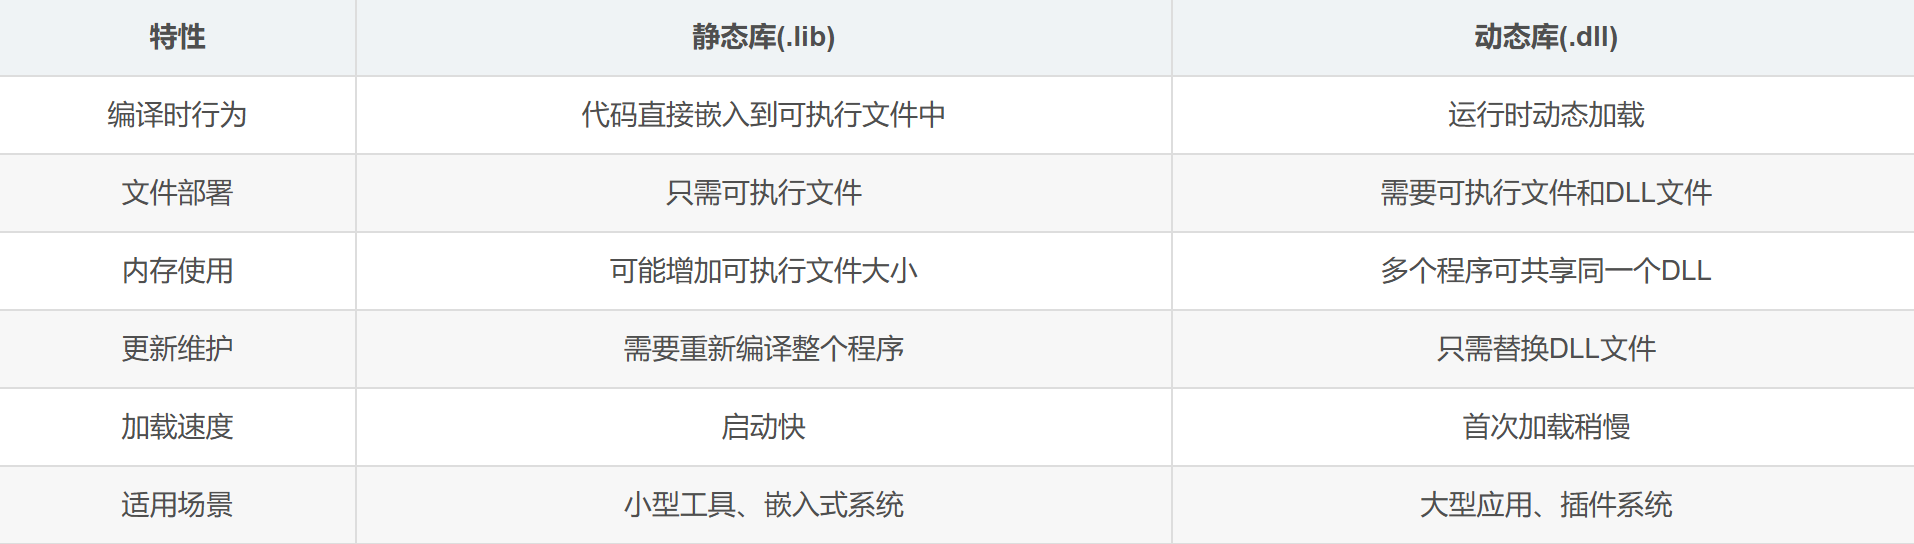 特性 静态库(.lib) 动态库(.dll)
编译时行为 代码直接嵌入到可执行文件中 运行时动态加载
文件部署 只需可执行文件 需要可执行文件和DLL文件
内存使用 可能增加可执行文件大小 多个程序可共享同一个DLL
更新维护 需要重新编译整个程序 只需替换DLL文件
加载速度 启动快 首次加载稍慢
适用场景 小型工具、嵌入式系统 大型应用、插件系统